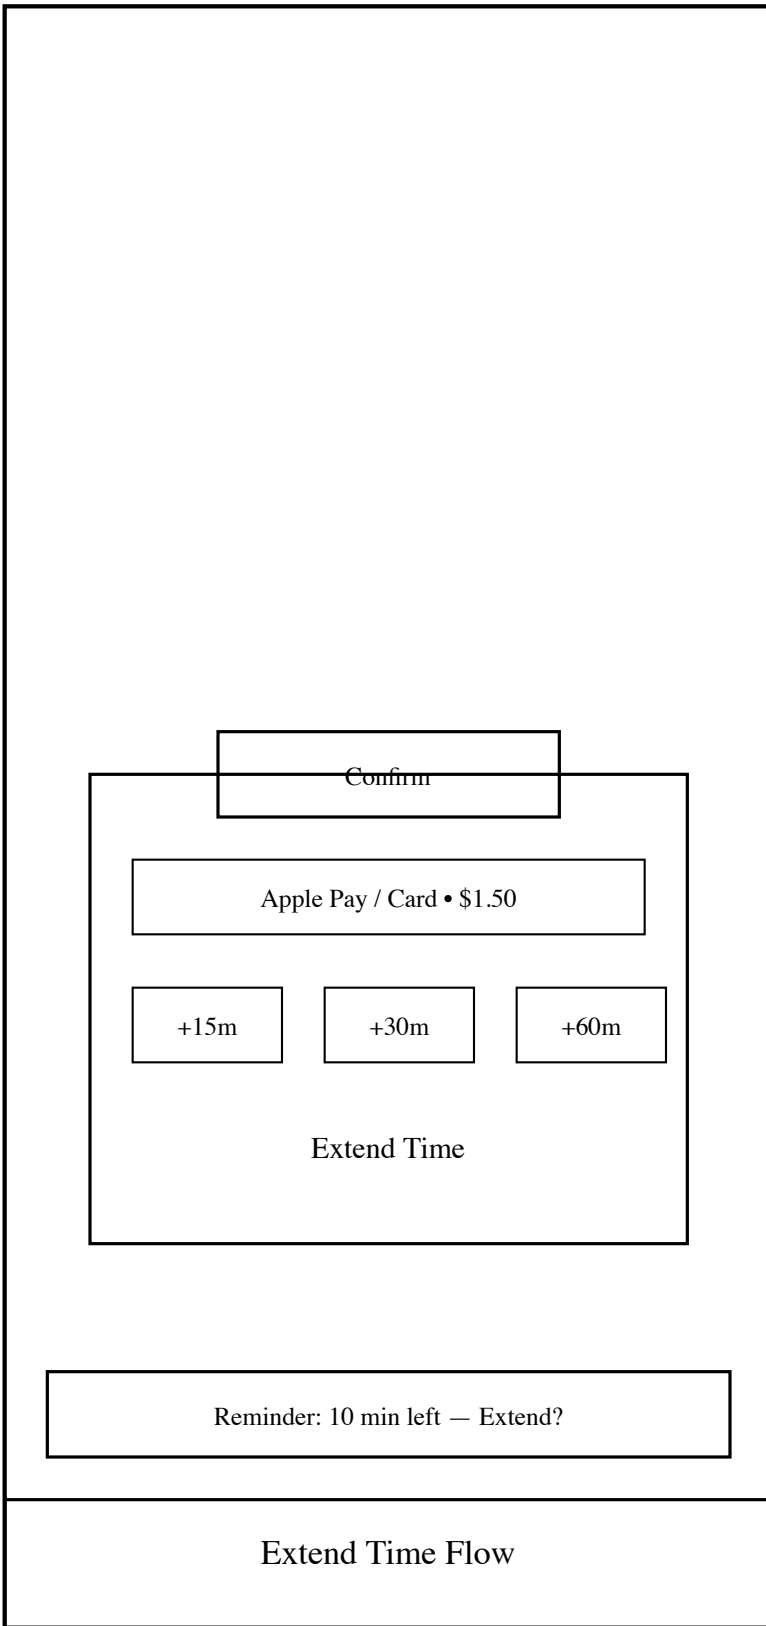 Confirm
Apple Pay / Card • $1.50
+15m +30m +60m
Extend Time
Reminder: 10 min left — Extend?
Extend Time Flow